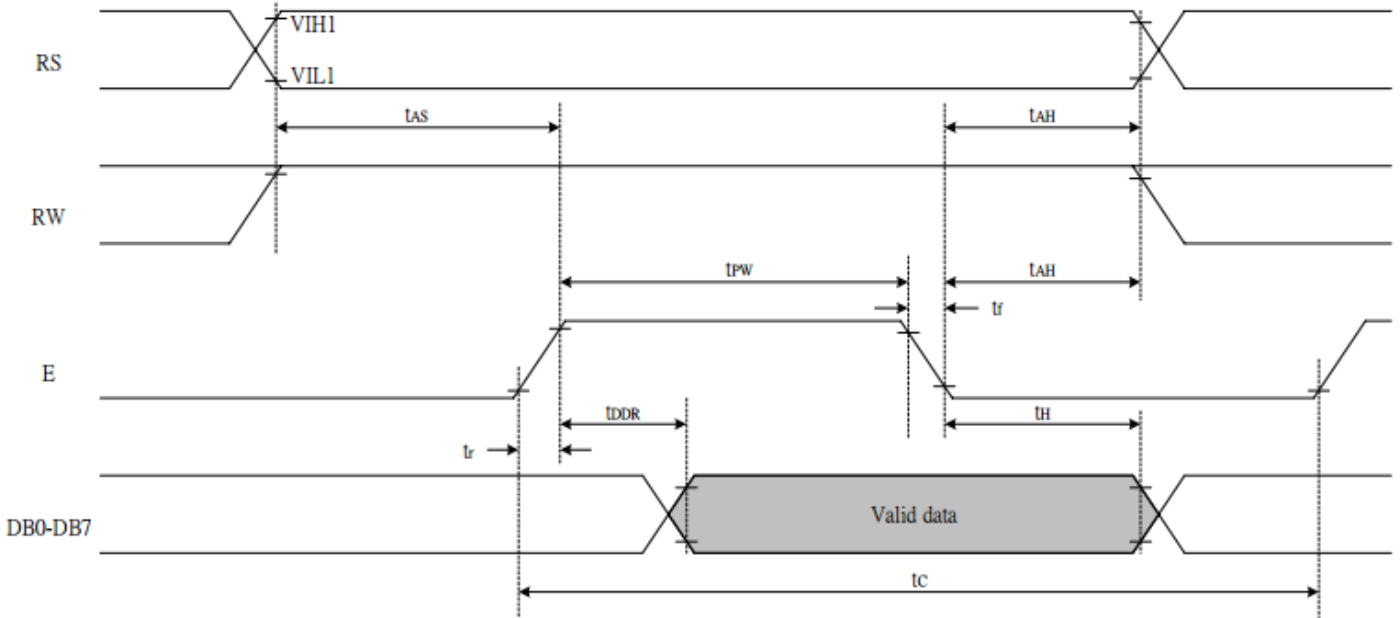 VIH1
RS
VIL1
tAS
tAH
RW
tPW
tAH
tf
E
tDDR
tH
tr
Valid data
DB0-DB7
tC